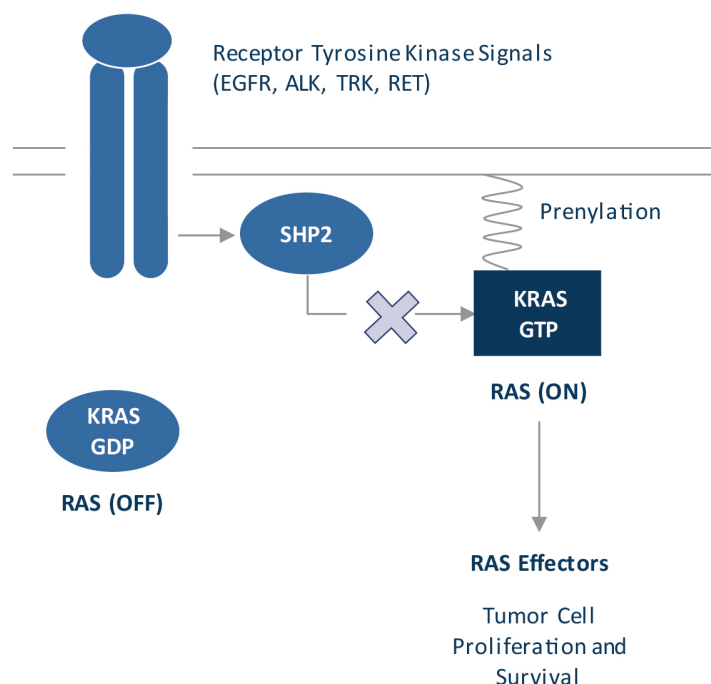 Receptor Tyrosine Kinase Signals
(EGFR, ALK, TRK, RET)
Prenylation
SHP2
KRAS
GTP
RAS (ON)
KRAS
GDP
RAS (OFF)
RAS Effectors
Tumor Cell
Proliferation and
Survival